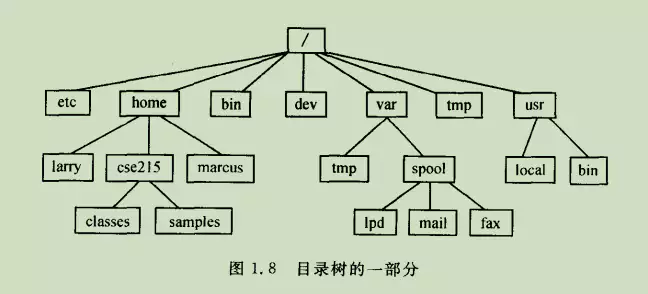 /
etc home bin dev var tmp usr
larry cse215 marcus tmp spool local bin
classes samples lpd mail fax
图 1.8 目录树的一部分